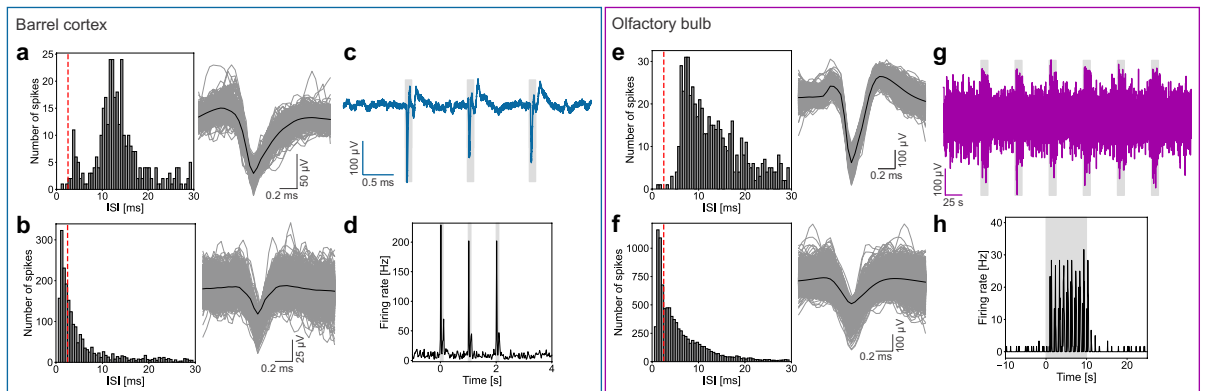 Barrel cortex
a
Number of spikes
25
20
15
10
5
0
0 10 20 30
ISI [ms]
50 µV
0.2 ms
c
100 µV
0.5 ms
b
Number of spikes
300
200
100
0
0 10 20 30
ISI [ms]
25 µV
0.2 ms
d
Firing rate [Hz]
200
150
100
50
0
0 2 4
Time [s]
Olfactory bulb
e
Number of spikes
30
20
10
0
0 10 20 30
ISI [ms]
100 µV
0.2 ms
g
100 µV
25 s
f
Number of spikes
1000
750
500
250
0
0 10 20 30
ISI [ms]
100 µV
0.2 ms
h
Firing rate [Hz]
40
30
20
10
0
−10 0 10 20
Time [s]